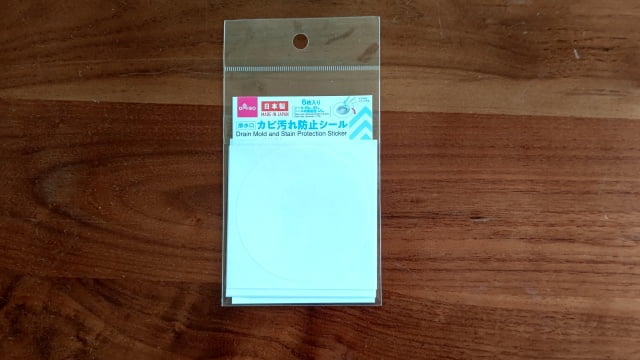 DAISO
日本製
MADE IN JAPAN
6枚入り
排水口 カビ汚れ防止シール
Drain Mold and Stain Protection Sticker